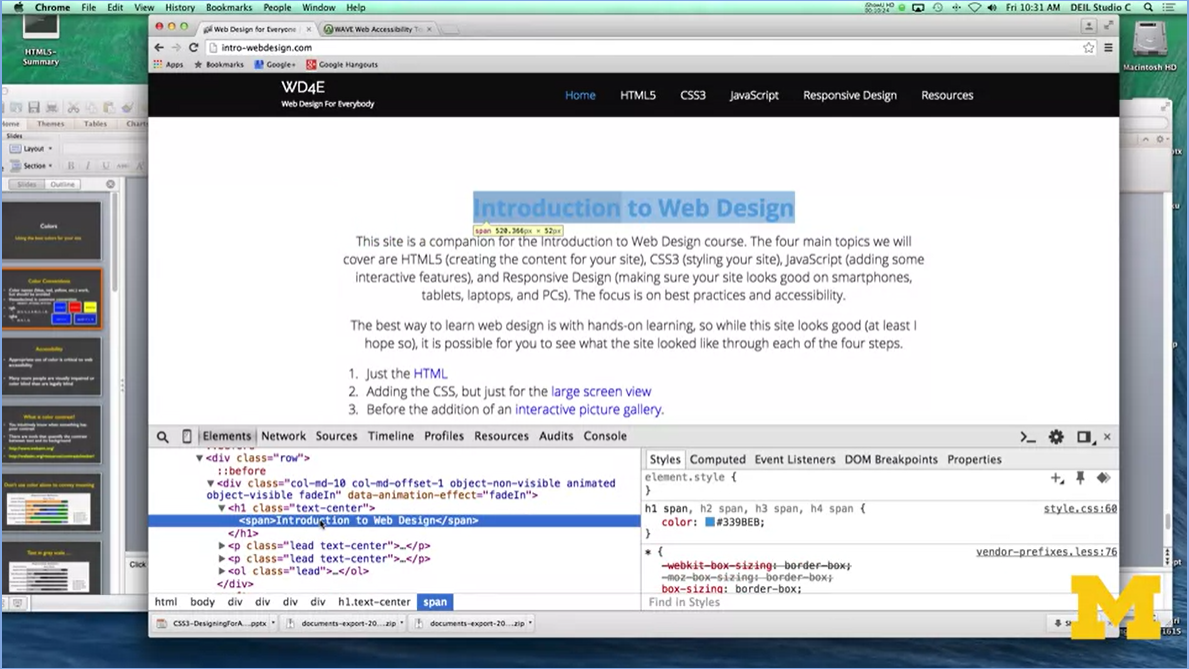 Chrome File Edit View History Bookmarks People Window Help
Fri 10:31 AM DEIL Studio C
HTML5-
Summary
Macintosh HD
Web Design for Everyone
WAVE Web Accessibility To
intro-webdesign.com
Apps Bookmarks Google+ Google Hangouts
WD4E
Web Design For Everybody
Home HTML5 CSS3 JavaScript Responsive Design Resources
Home Themes Tables Chart
Slides
Layout
Section
Slides Outline
Colors
Using the best colors for your site
Color Conventions
Accessibility
What is color contrast?
Don't use color alone to convey meaning
Text in grey scale...
Click
Introduction to Web Design
span 520.366px × 52px
This site is a companion for the Introduction to Web Design course. The four main topics we will
cover are HTML5 (creating the content for your site), CSS3 (styling your site), JavaScript (adding some
interactive features), and Responsive Design (making sure your site looks good on smartphones,
tablets, laptops, and PCs). The focus is on best practices and accessibility.
The best way to learn web design is with hands-on learning, so while this site looks good (at least I
hope so), it is possible for you to see what the site looked like through each of the four steps.
1. Just the HTML
2. Adding the CSS, but just for the large screen view
3. Before the addition of an interactive picture gallery.
Elements Network Sources Timeline Profiles Resources Audits Console
<div class="row">
::before
<div class="col-md-10 col-md-offset-1 object-non-visible animated
object-visible fadeIn" data-animation-effect="fadeIn">
<h1 class="text-center">
<span>Introduction to Web Design</span>
</h1>
<p class="lead text-center">…</p>
<p class="lead text-center">…</p>
<ol class="lead">…</ol>
</div>
html body div div div div h1.text-center span
Styles Computed Event Listeners DOM Breakpoints Properties
element.style {
}
h1 span, h2 span, h3 span, h4 span { style.css:60
color: #339BEB;
}
* { vendor-prefixes.less:76
-webkit-box-sizing: border-box;
-moz-box-sizing: border-box;
box-sizing: border-box;
Find in Styles
CSS3-DesigningForA....pptx documents-export-20....zip documents-export-20....zip
M
1615